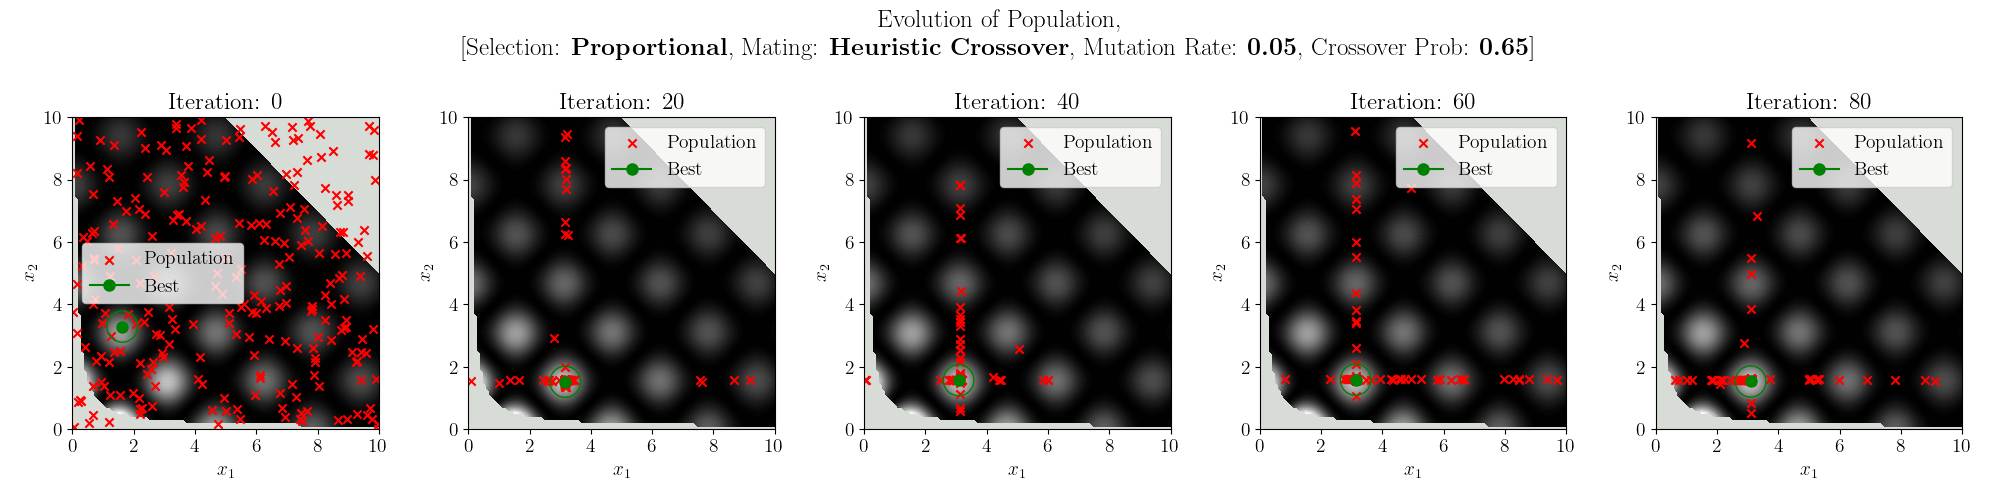 Evolution of Population,
[Selection: Proportional, Mating: Heuristic Crossover, Mutation Rate: 0.05, Crossover Prob: 0.65]
Iteration: 0
10
8
6
4
2
0
x2
Population
Best
0 2 4 6 8 10
x1
Iteration: 20
10
8
6
4
2
0
x2
Population
Best
0 2 4 6 8 10
x1
Iteration: 40
10
8
6
4
2
0
x2
Population
Best
0 2 4 6 8 10
x1
Iteration: 60
10
8
6
4
2
0
x2
Population
Best
0 2 4 6 8 10
x1
Iteration: 80
10
8
6
4
2
0
x2
Population
Best
0 2 4 6 8 10
x1